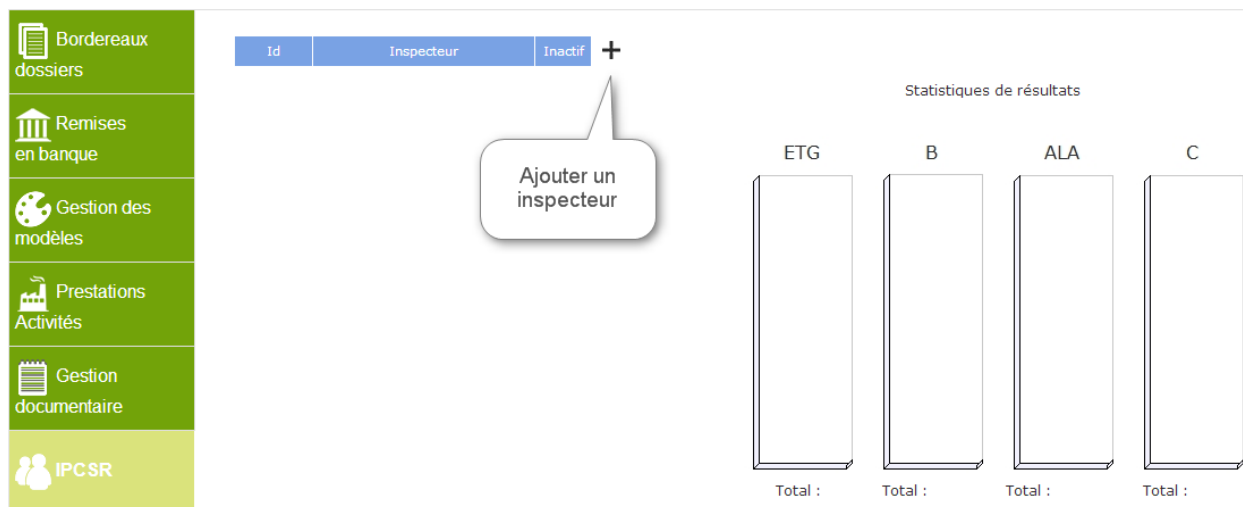 Bordereaux
dossiers
Remises
en banque
Gestion des
modèles
Prestations
Activités
Gestion
documentaire
IPCSR
Id Inspecteur Inactif
Ajouter un
inspecteur
Statistiques de résultats
ETG B ALA C
Total : Total : Total : Total :